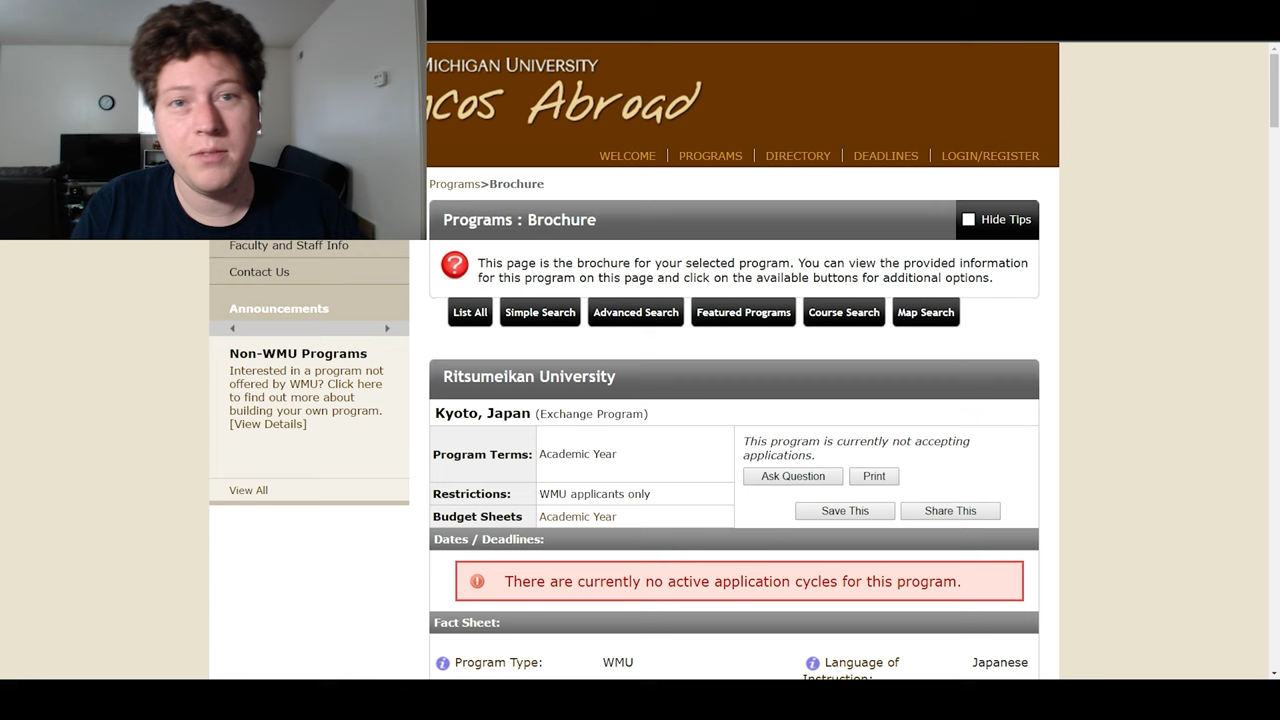 MICHIGAN UNIVERSITY
ncos Abroad
WELCOME PROGRAMS DIRECTORY DEADLINES LOGIN/REGISTER
Programs>Brochure
Programs : Brochure
Hide Tips
This page is the brochure for your selected program. You can view the provided information
for this program on this page and click on the available buttons for additional options.
List All Simple Search Advanced Search Featured Programs Course Search Map Search
Faculty and Staff Info
Contact Us
Announcements
Non-WMU Programs
Interested in a program not
offered by WMU? Click here
to find out more about
building your own program.
[View Details]
View All
Ritsumeikan University
Kyoto, Japan (Exchange Program)
Program Terms: Academic Year
Restrictions: WMU applicants only
Budget Sheets Academic Year
This program is currently not accepting
applications.
Ask Question Print
Save This Share This
Dates / Deadlines:
There are currently no active application cycles for this program.
Fact Sheet:
Program Type: WMU
Language of Japanese
Instruction: